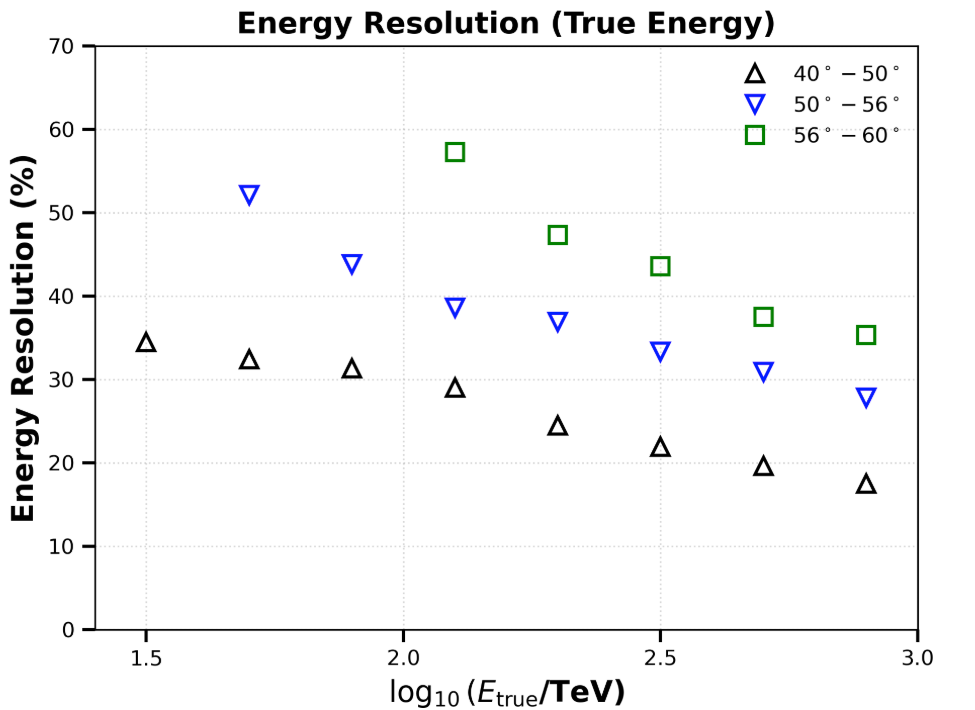 Energy Resolution (True Energy)
40° − 50°
50° − 56°
56° − 60°
Energy Resolution (%)
70
60
50
40
30
20
10
0
1.5 2.0 2.5 3.0
log₁₀(E_true/TeV)